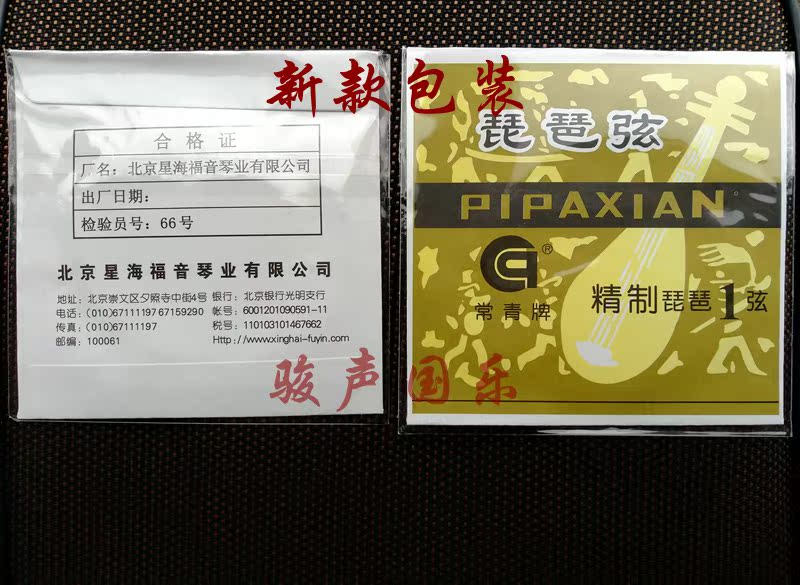 新款包装
合格证
厂名：北京星海福音琴业有限公司
出厂日期：
检验员号：66号
北京星海福音琴业有限公司
地址：北京崇文区夕照寺中街4号 银行：北京银行光明支行
电话：(010)67111197 67159290 帐号：6001201090591-11
传真：(010)67111197 税号：110103101467662
邮编：100061 Http://www.xinghai-fuyin.com
琵琶弦
PIPAXIAN
®
常青牌
精制琵琶1弦
骏声国乐